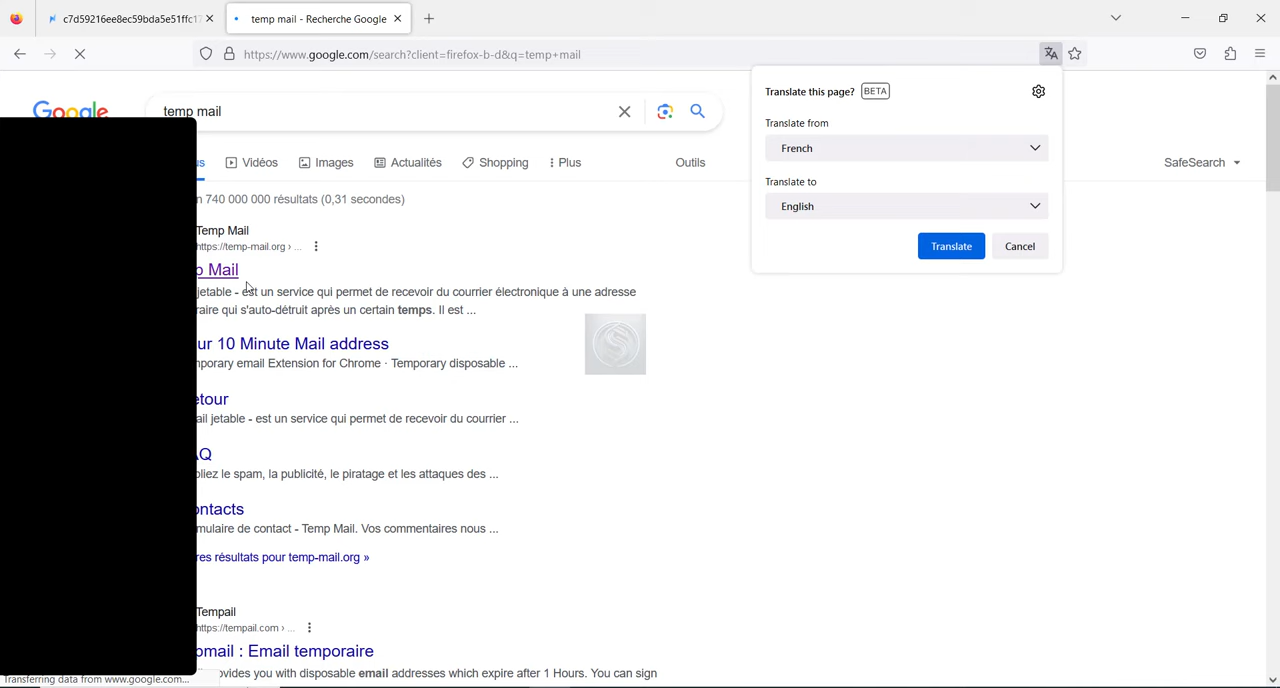 c7d59216ee8ec59bda5e51ffc17
temp mail - Recherche Google
https://www.google.com/search?client=firefox-b-d&q=temp+mail
Translate this page? BETA
Translate from
French
Translate to
English
Translate Cancel
Google
temp mail
us Vidéos Images Actualités Shopping Plus Outils SafeSearch
n 740 000 000 résultats (0,31 secondes)
Temp Mail
https://temp-mail.org › ...
p Mail
jetable - est un service qui permet de recevoir du courrier électronique à une adresse
raire qui s'auto-détruit après un certain temps. Il est ...
ur 10 Minute Mail address
porary email Extension for Chrome · Temporary disposable ...
etour
ail jetable - est un service qui permet de recevoir du courrier ...
AQ
bliez le spam, la publicité, le piratage et les attaques des ...
ontacts
mulaire de contact - Temp Mail. Vos commentaires nous ...
res résultats pour temp-mail.org »
Tempail
https://tempail.com › ...
pmail : Email temporaire
ovides you with disposable email addresses which expire after 1 Hours. You can sign
Transferring data from www.google.com...